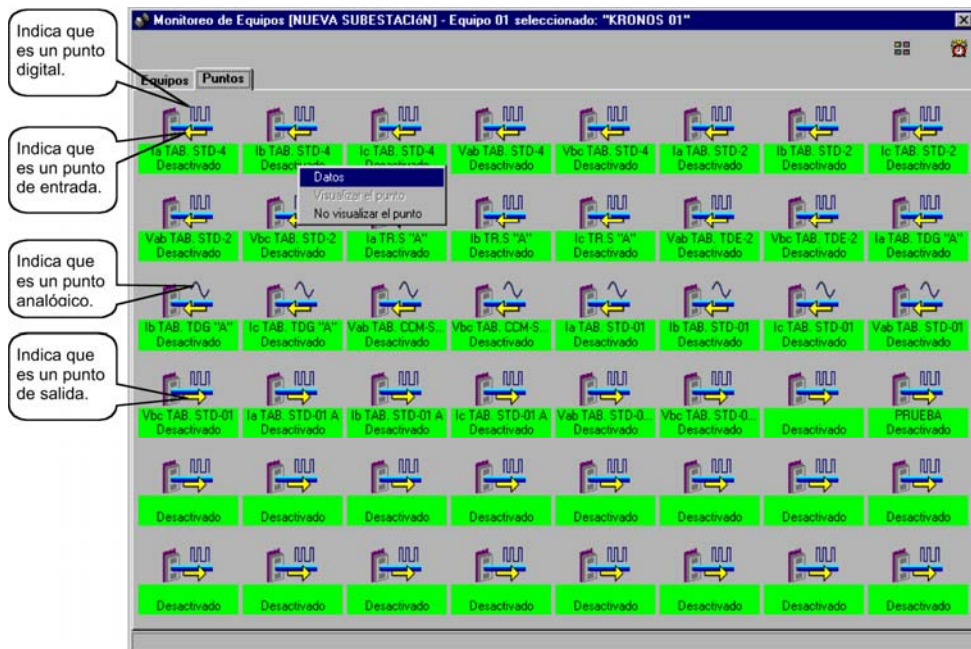 Monitoreo de Equipos [NUEVA SUBESTACIóN] - Equipo 01 seleccionado: "KRONOS 01"
Indica que
es un punto
digital.
Equipos Puntos
Indica que
es un punto
de entrada.
Ia TAB. STD-4 Ib TAB. STD-4 Ic TAB. STD-4 Vab TAB. STD-4 Vbc TAB. STD-4 Ia TAB. STD-2 Ib TAB. STD-2 Ic TAB. STD-2
Desactivado Desactivado Desactivado Desactivado Desactivado Desactivado Desactivado Desactivado
Datos
Visualizar el punto
No visualizar el punto
Vab TAB. STD-2 Vbc TAB. STD-2 Ia TR.S "A" Ib TR.S "A" Ic TR.S "A" Vab TAB. TDE-2 Vbc TAB. TDE-2 Ia TAB. TDG "A"
Desactivado Desactivado Desactivado Desactivado Desactivado Desactivado Desactivado Desactivado
Indica que
es un punto
analógico.
Ib TAB. TDG "A" Ic TAB. TDG "A" Vab TAB. CCM-S... Vbc TAB. CCM-S... Ia TAB. STD-01 Ib TAB. STD-01 Ic TAB. STD-01 Vab TAB. STD-01
Desactivado Desactivado Desactivado Desactivado Desactivado Desactivado Desactivado Desactivado
Indica que
es un punto
de salida.
Vbc TAB. STD-01 Ia TAB. STD-01 A Ib TAB. STD-01 A Ic TAB. STD-01 A Vab TAB. STD-0... Vbc TAB. STD-0... PRUEBA
Desactivado Desactivado Desactivado Desactivado Desactivado Desactivado Desactivado Desactivado
Desactivado Desactivado Desactivado Desactivado Desactivado Desactivado Desactivado Desactivado
Desactivado Desactivado Desactivado Desactivado Desactivado Desactivado Desactivado Desactivado